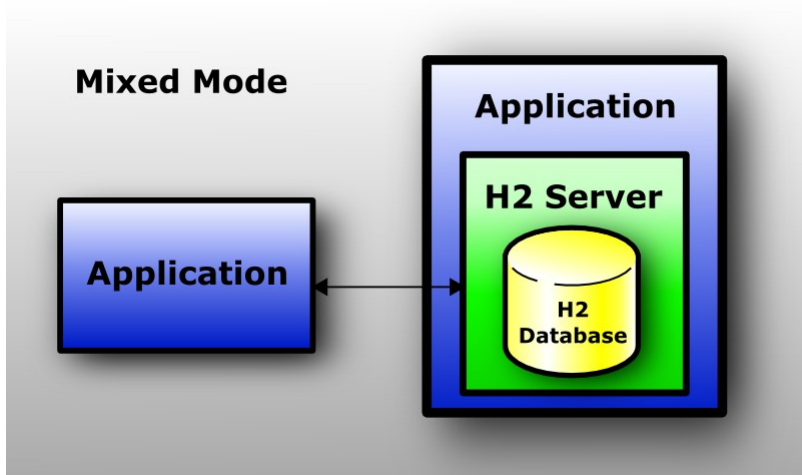 Mixed Mode
Application
Application
H2 Server
H2
Database